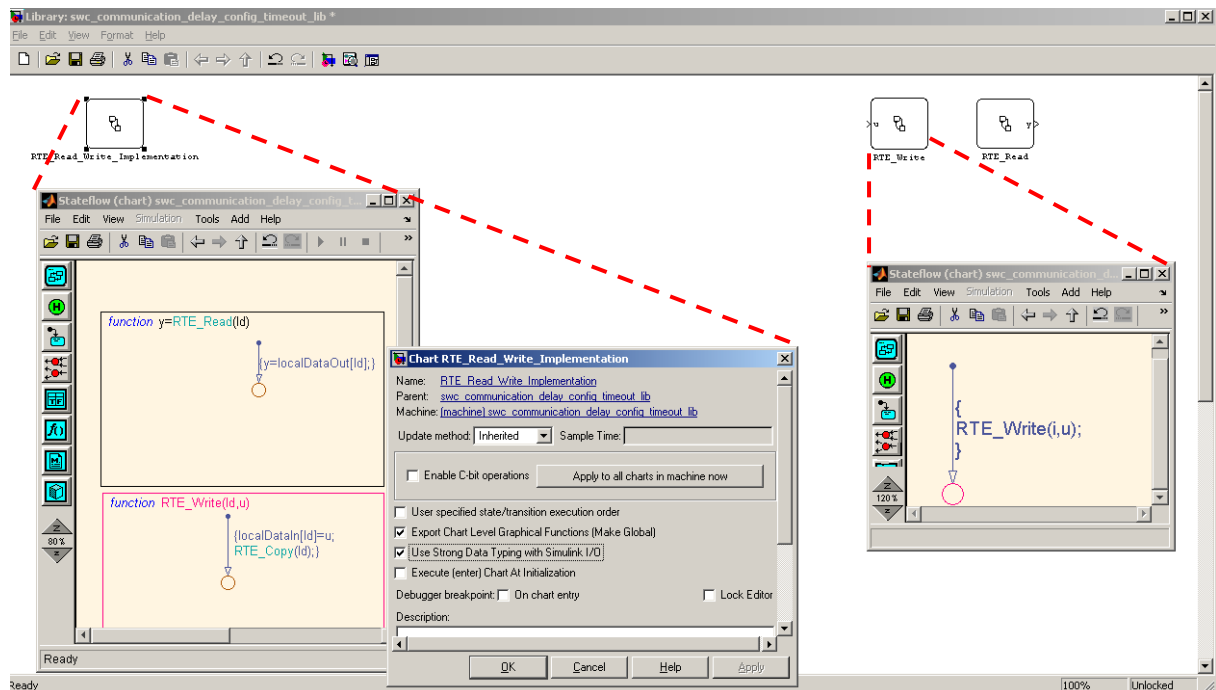 Library: swc_communication_delay_config_timeout_lib *
File Edit View Format Help
RTE_Read_Write_Implementation
u
RTE_Write
y
RTE_Read
Stateflow (chart) swc_communication_delay_config_t...
File Edit View Simulation Tools Add Help
»
function y=RTE_Read(Id)
{y=localDataOut[Id];}
function RTE_Write(Id,u)
{localDataIn[Id]=u;
RTE_Copy(Id);}
80%
Ready
Chart RTE_Read_Write_Implementation
Name: RTE_Read_Write_Implementation
Parent: swc_communication_delay_config_timeout_lib
Machine: (machine) swc_communication_delay_config_timeout_lib
Update method: Inherited Sample Time:
Enable C-bit operations Apply to all charts in machine now
User specified state/transition execution order
Export Chart Level Graphical Functions (Make Global)
Use Strong Data Typing with Simulink I/O
Execute (enter) Chart At Initialization
Debugger breakpoint: On chart entry Lock Editor
Description:
OK Cancel Help Apply
Stateflow (chart) swc_communication_d...
File Edit View Simulation Tools Add Help
»
{
RTE_Write(i,u);
}
120%
Ready 100% Unlocked